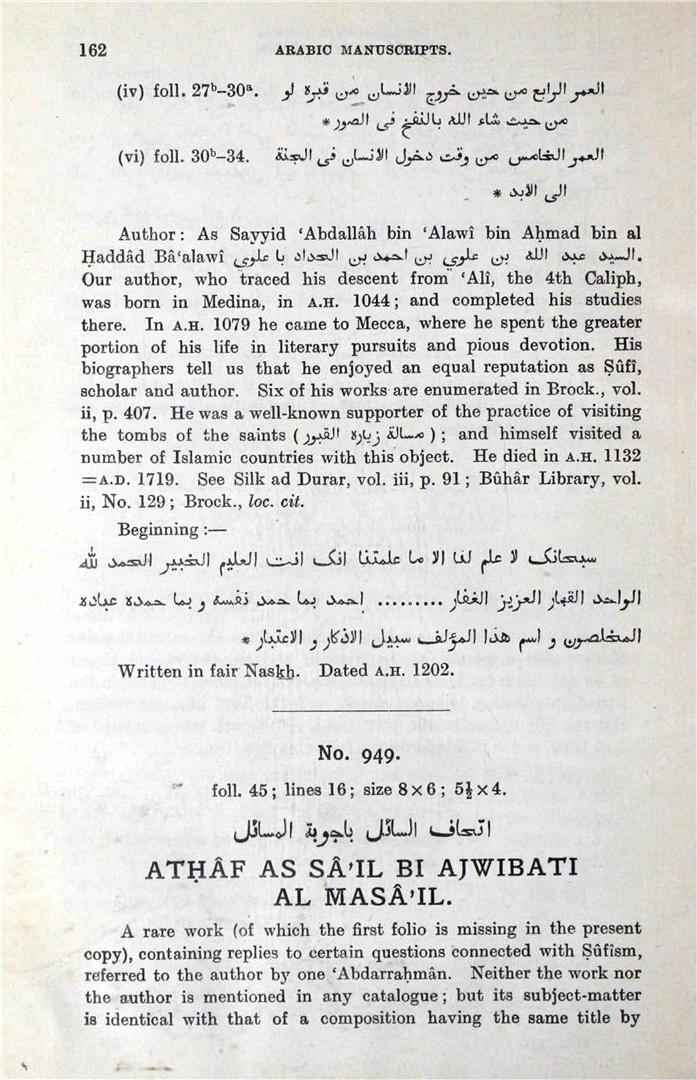 162 ARABIC MANUSCRIPTS.
(iv) foll. 27b–30a. العمر الرابع من حين خروج الانسان من قبره لو
من حيث شاء الله بالنفخ فى الصور *
(vi) foll. 30b–34. العمر الخامس من وقت دخول الانسان فى الجنة
الى الابد *
Author: As Sayyid ‘Abdallâh bin ‘Alawî bin Aḥmad bin al
Ḥaddâd Bâ‘alawî السيد عبد الله بن علوي بن احمد بن الحداد با علوي.
Our author, who traced his descent from ‘Alî, the 4th Caliph,
was born in Medina, in A.H. 1044; and completed his studies
there. In A.H. 1079 he came to Mecca, where he spent the greater
portion of his life in literary pursuits and pious devotion. His
biographers tell us that he enjoyed an equal reputation as Ṣûfî,
scholar and author. Six of his works are enumerated in Brock., vol.
ii, p. 407. He was a well-known supporter of the practice of visiting
the tombs of the saints (مسالة زيارة القبور); and himself visited a
number of Islamic countries with this object. He died in A.H. 1132
=A.D. 1719. See Silk ad Durar, vol. iii, p. 91; Bûhâr Library, vol.
ii, No. 129; Brock., loc. cit.
Beginning:—
سبحانك لا علم لنا الا ما علمتنا انك انت العليم الخبير الحمد لله
الواحد القهار العزيز الغفار ......... احمد بما حمد نفسه و بما حمده عباده
المخلصون و اسم هذا المؤلف سبيل الاذكار و الاعتبار *
Written in fair Naskh. Dated A.H. 1202.
No. 949.
foll. 45; lines 16; size 8×6; 5½×4.
اتحاف السائل باجوبة المسائل
ATḤÂF AS SÂ’IL BI AJWIBATI
AL MASÂ’IL.
A rare work (of which the first folio is missing in the present
copy), containing replies to certain questions connected with Ṣûfîsm,
referred to the author by one ‘Abdarraḥmân. Neither the work nor
the author is mentioned in any catalogue; but its subject-matter
is identical with that of a composition having the same title by